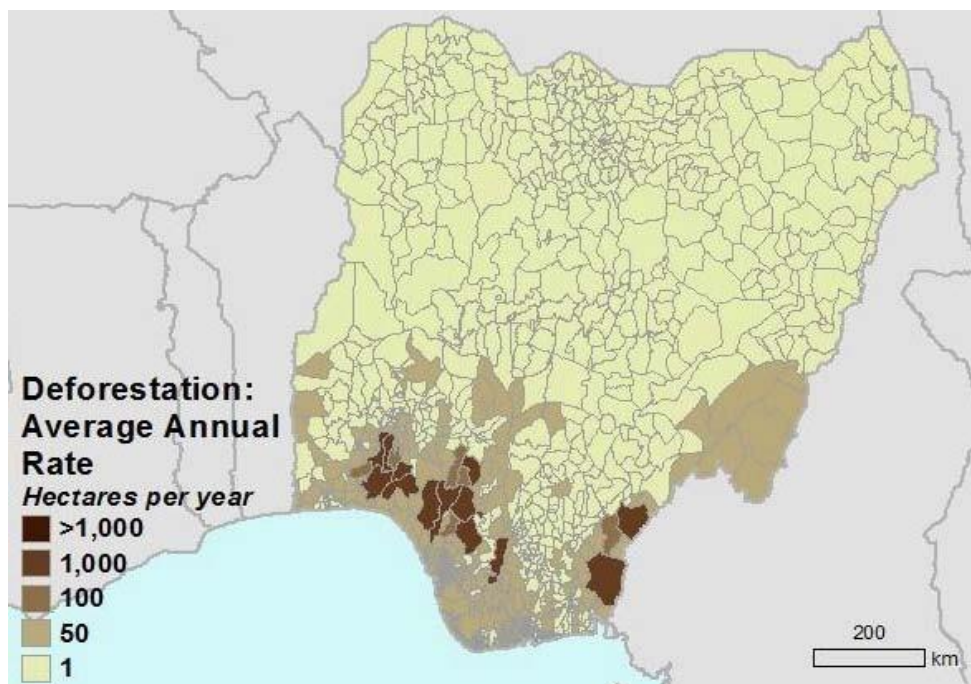 Deforestation:
Average Annual
Rate
Hectares per year
>1,000
1,000
100
50
1
200
km